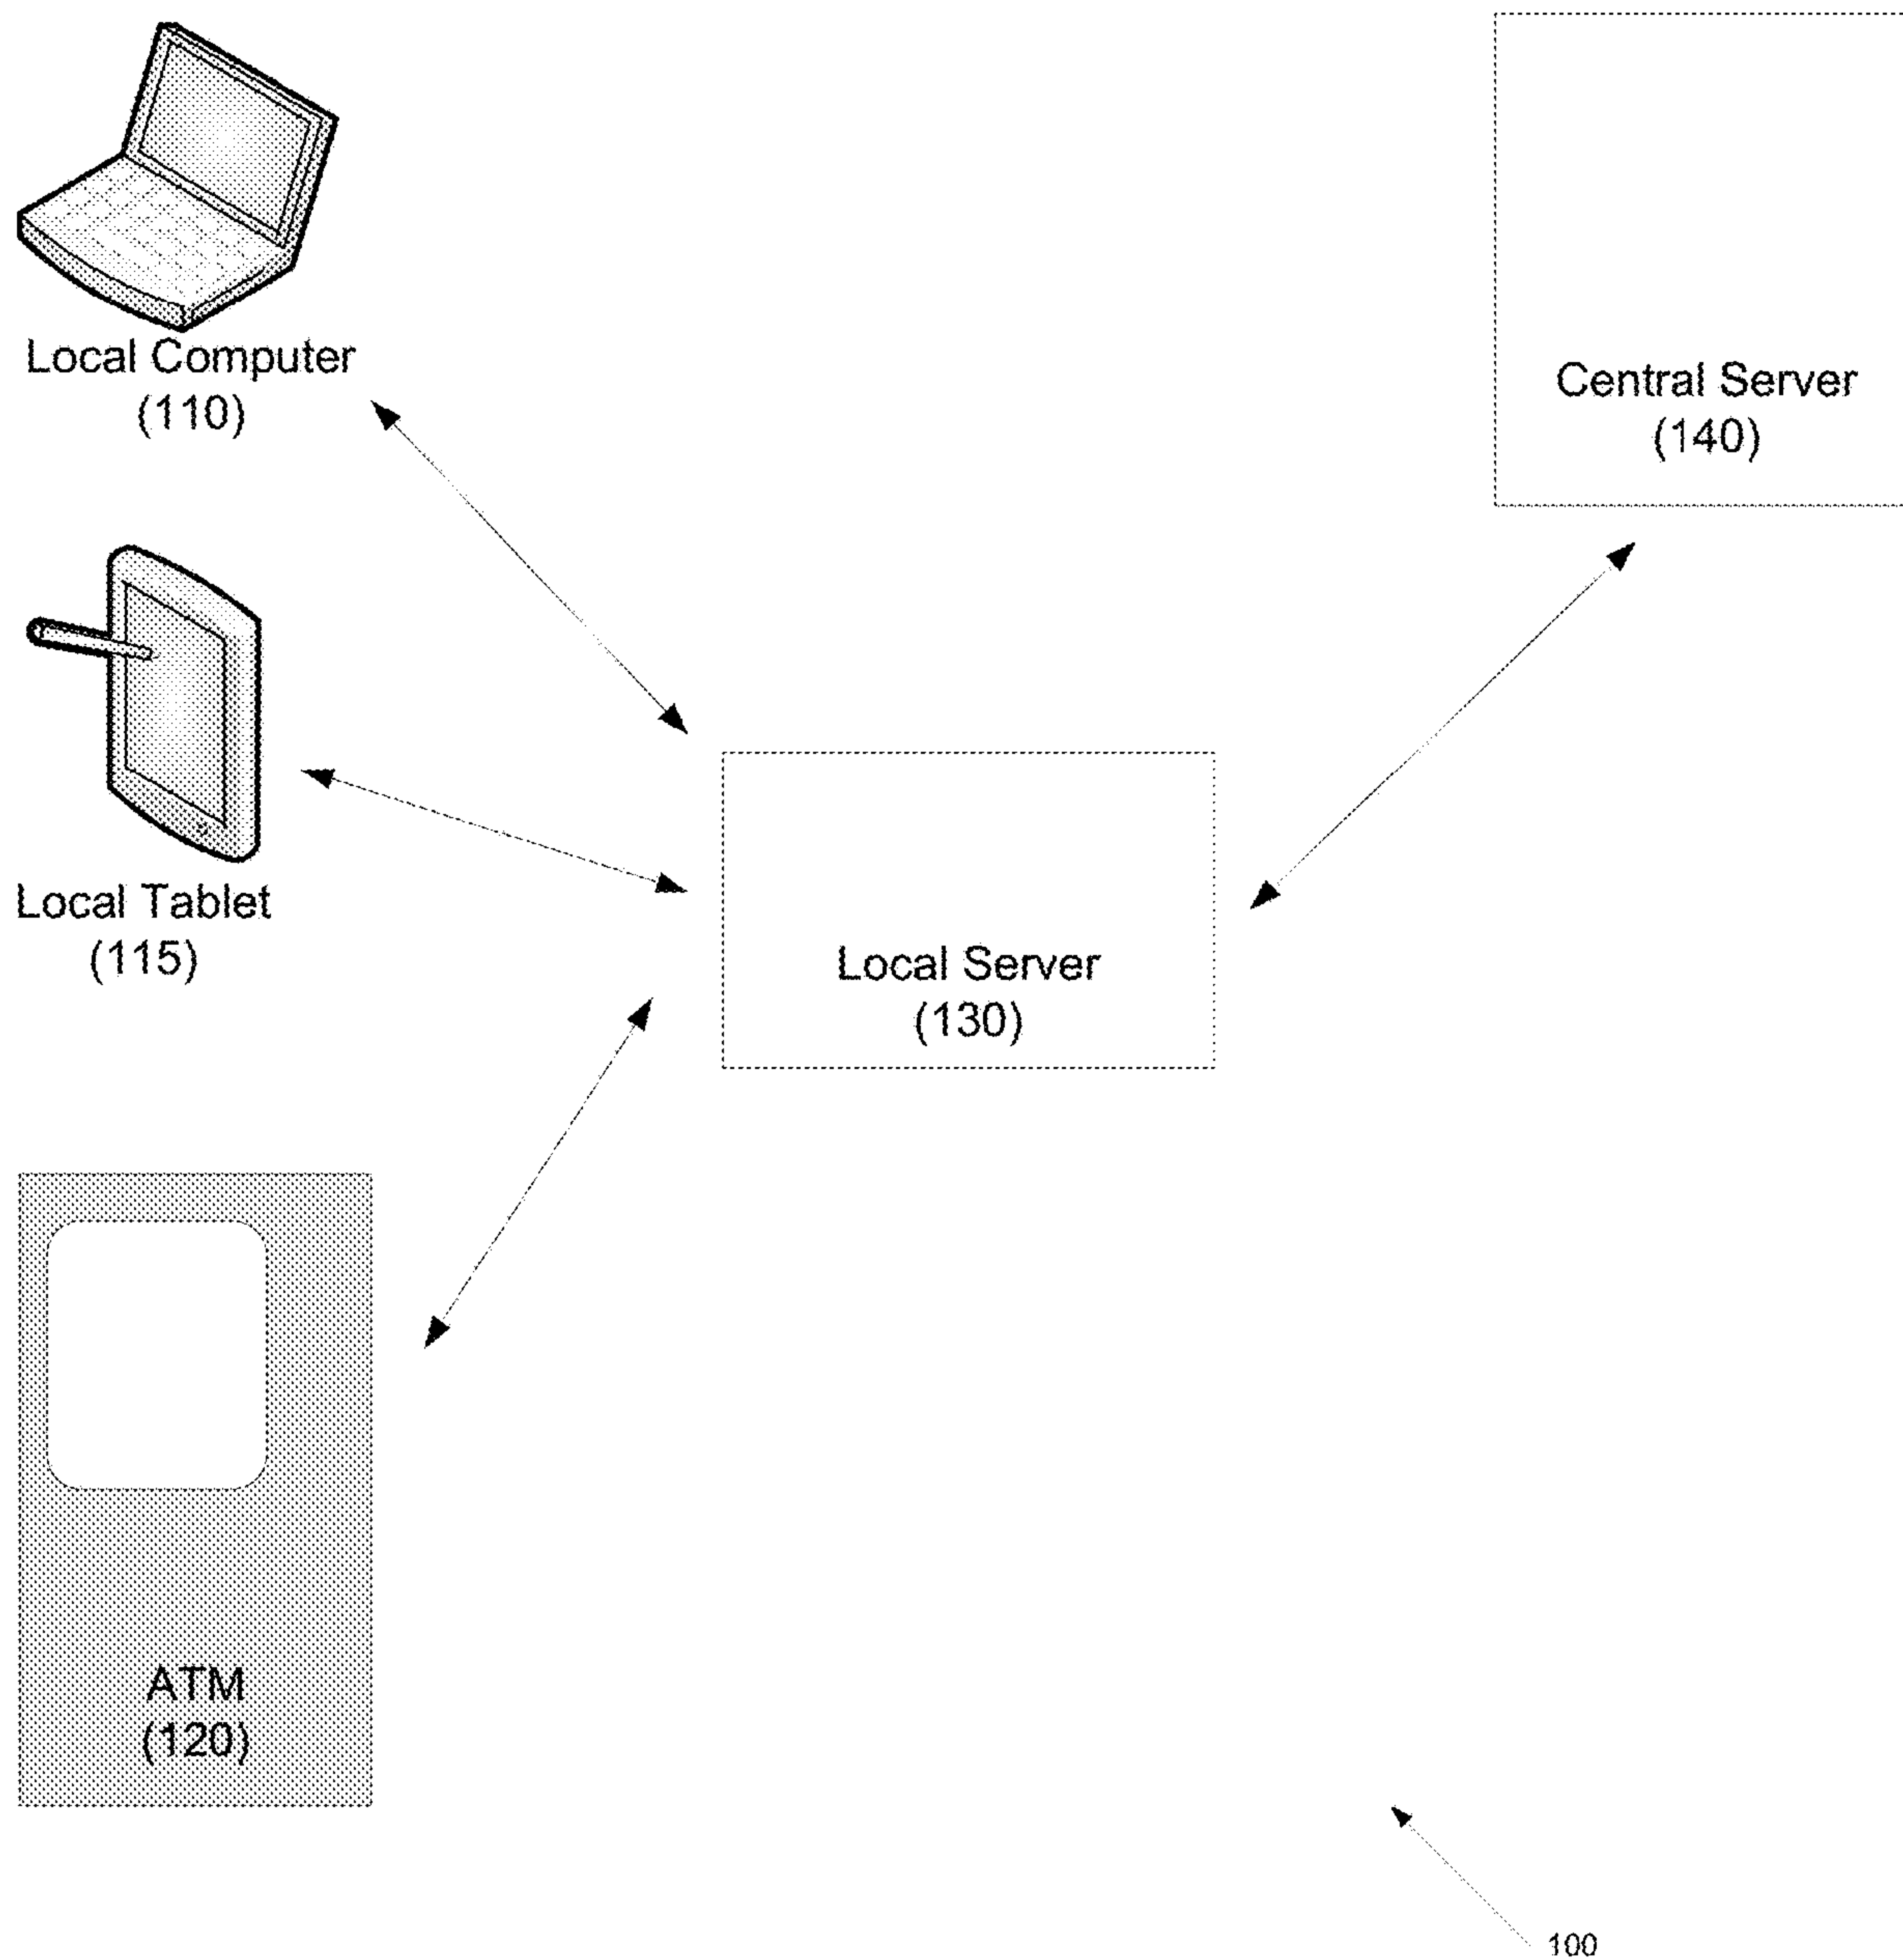 Local Computer
(110)
Central Server
(140)
Local Tablet
(115)
Local Server
(130)
ATM
(120)
100